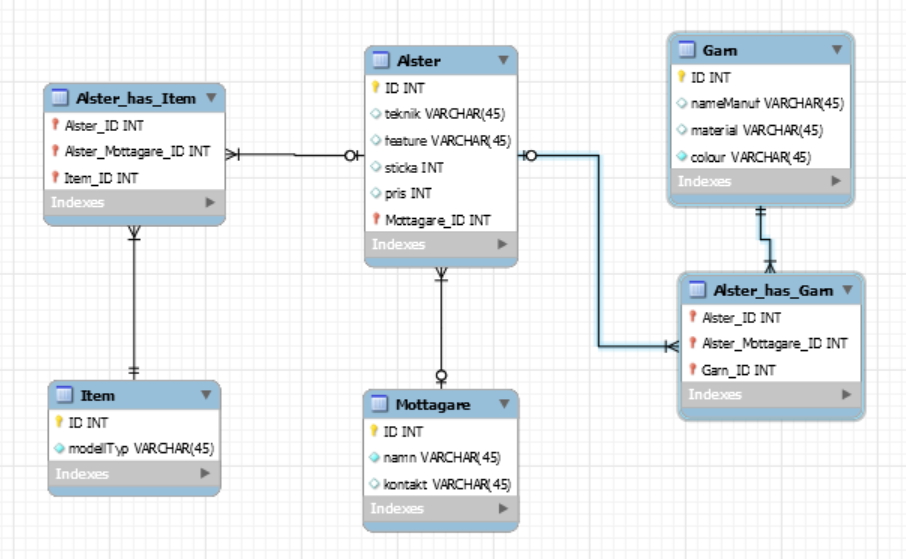 Alster_has_Item
Alster_ID INT
Alster_Mottagare_ID INT
Item_ID INT
Indexes
Alster
ID INT
teknik VARCHAR(45)
feature VARCHAR(45)
sticka INT
pris INT
Mottagare_ID INT
Indexes
Garn
ID INT
nameManuf VARCHAR(45)
material VARCHAR(45)
colour VARCHAR(45)
Indexes
Alster_has_Garn
Alster_ID INT
Alster_Mottagare_ID INT
Garn_ID INT
Indexes
Item
ID INT
modellTyp VARCHAR(45)
Indexes
Mottagare
ID INT
namn VARCHAR(45)
kontakt VARCHAR(45)
Indexes